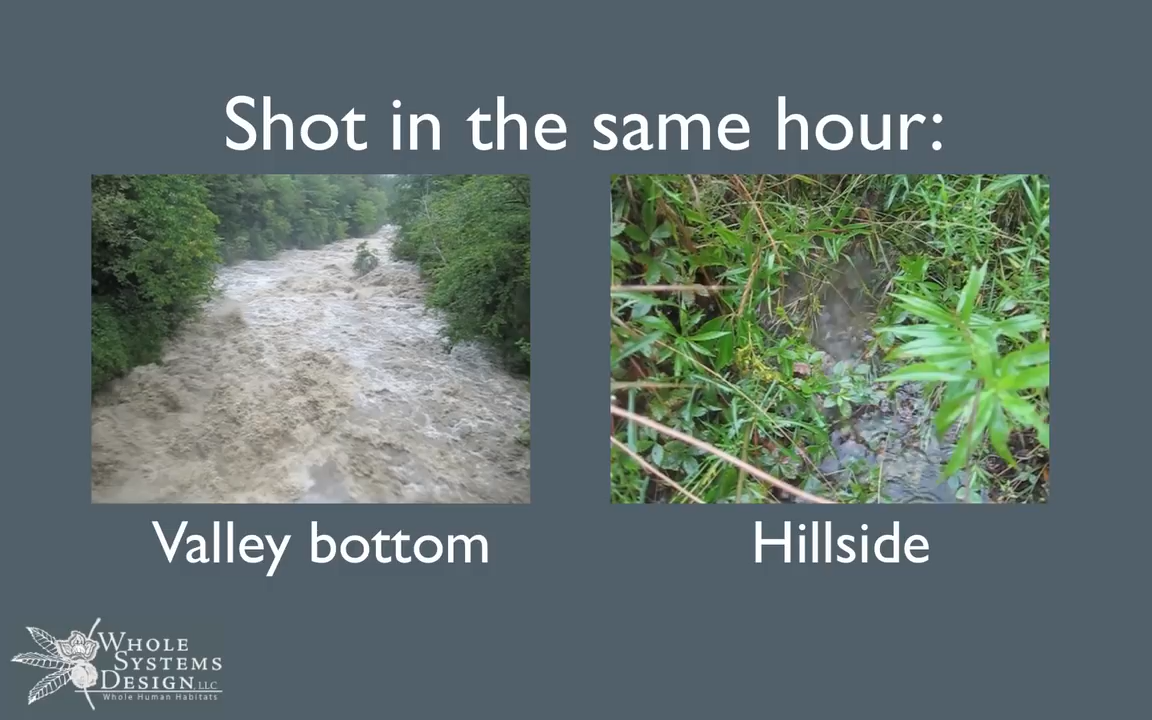 Shot in the same hour:
Valley bottom
Hillside
WHOLE
SYSTEMS
DESIGN, LLC
Whole Human Habitats